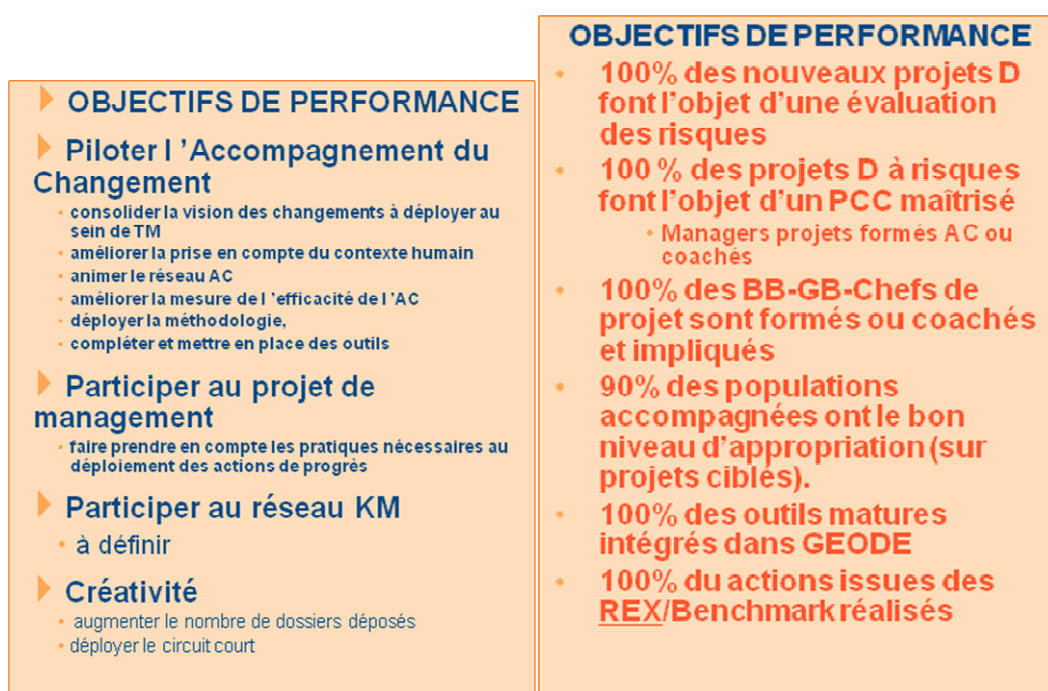 OBJECTIFS DE PERFORMANCE
Piloter l ’Accompagnement du
Changement
consolider la vision des changements à déployer au
sein de TM
améliorer la prise en compte du contexte humain
animer le réseau AC
améliorer la mesure de l ’efficacité de l ’AC
déployer la méthodologie,
compléter et mettre en place des outils
Participer au projet de
management
faire prendre en compte les pratiques nécessaires au
déploiement des actions de progrès
Participer au réseau KM
à définir
Créativité
augmenter le nombre de dossiers déposés
déployer le circuit court
OBJECTIFS DE PERFORMANCE
100% des nouveaux projets D
font l’objet d’une évaluation
des risques
100 % des projets D à risques
font l’objet d’un PCC maîtrisé
Managers projets formés AC ou
coachés
100% des BB-GB-Chefs de
projet sont formés ou coachés
et impliqués
90% des populations
accompagnées ont le bon
niveau d’appropriation (sur
projets ciblés).
100% des outils matures
intégrés dans GEODE
100% du actions issues des
REX/Benchmark réalisés